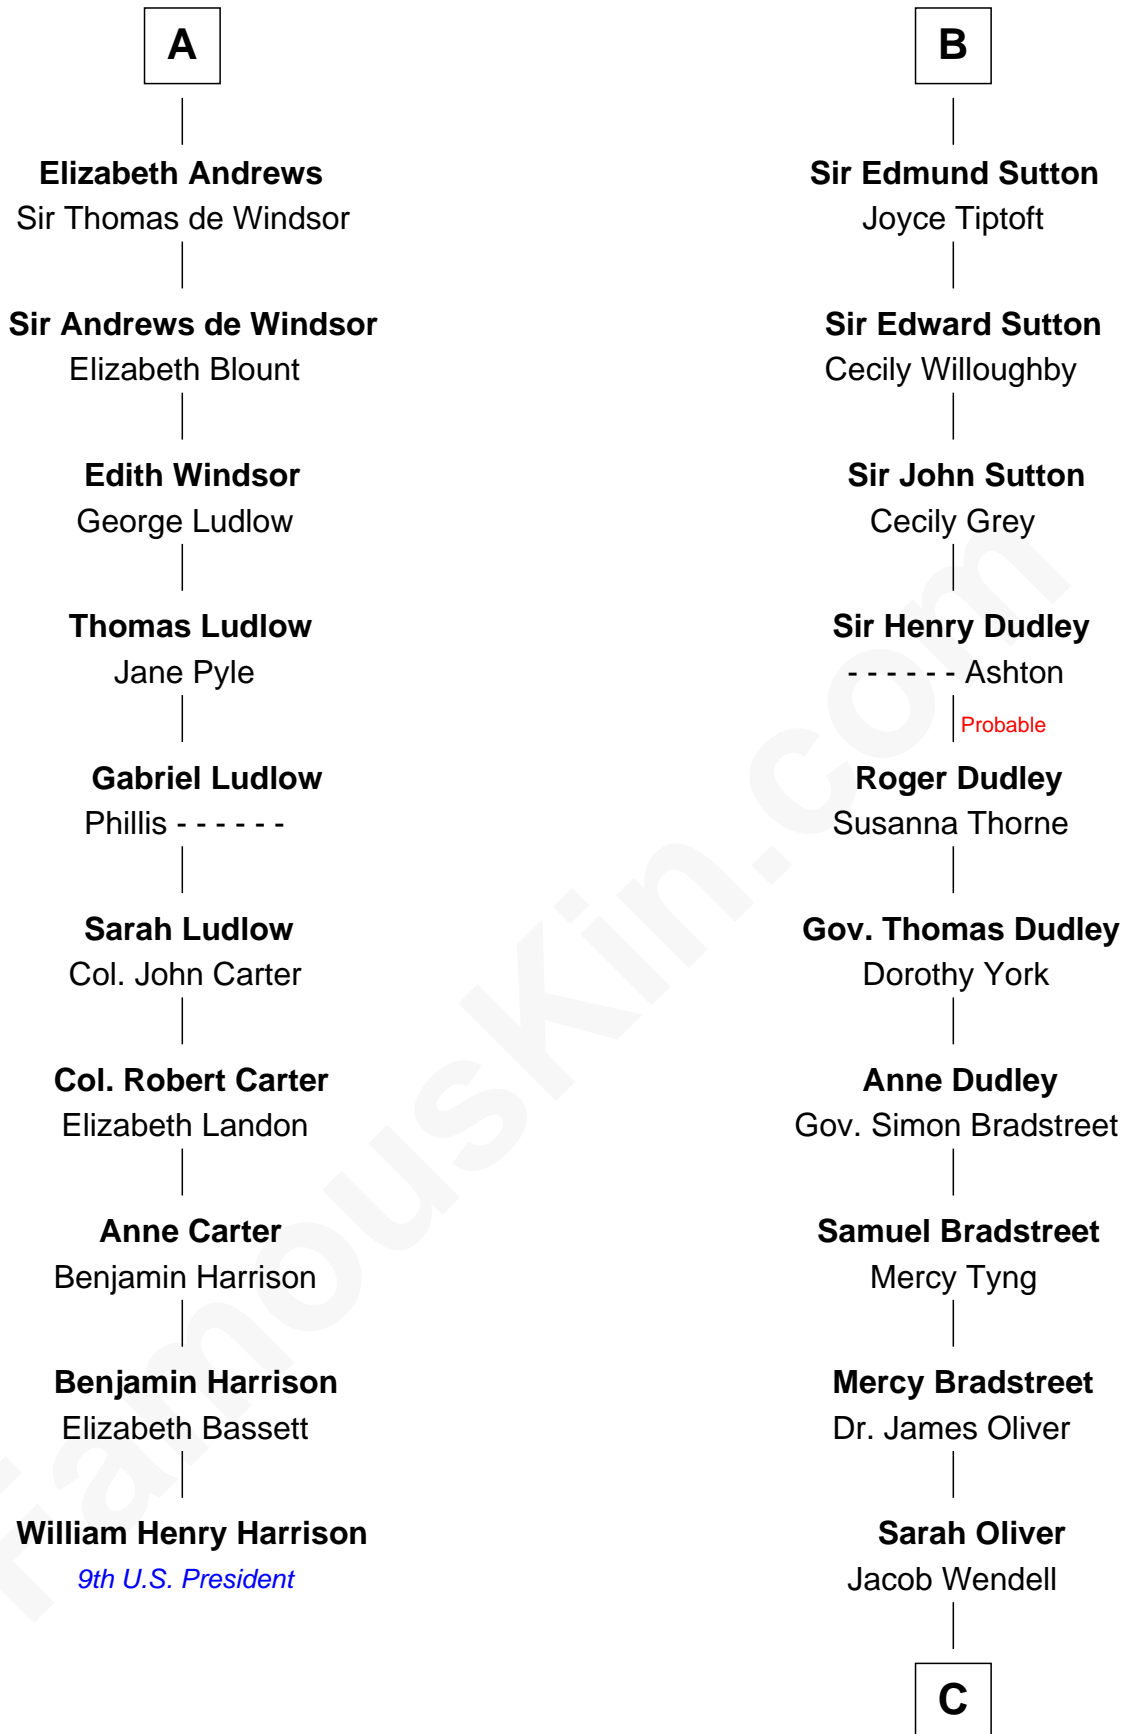 A
Elizabeth Andrews
Sir Thomas de Windsor
Sir Andrews de Windsor
Elizabeth Blount
Edith Windsor
George Ludlow
Thomas Ludlow
Jane Pyle
Gabriel Ludlow
Phillis - - - - - -
Sarah Ludlow
Col. John Carter
Col. Robert Carter
Elizabeth Landon
Anne Carter
Benjamin Harrison
Benjamin Harrison
Elizabeth Bassett
William Henry Harrison
9th U.S. President
B
Sir Edmund Sutton
Joyce Tiptoft
Sir Edward Sutton
Cecily Willoughby
Sir John Sutton
Cecily Grey
Sir Henry Dudley
- - - - - - Ashton
Probable
Roger Dudley
Susanna Thorne
Gov. Thomas Dudley
Dorothy York
Anne Dudley
Gov. Simon Bradstreet
Samuel Bradstreet
Mercy Tyng
Mercy Bradstreet
Dr. James Oliver
Sarah Oliver
Jacob Wendell
C
FamousKin.com